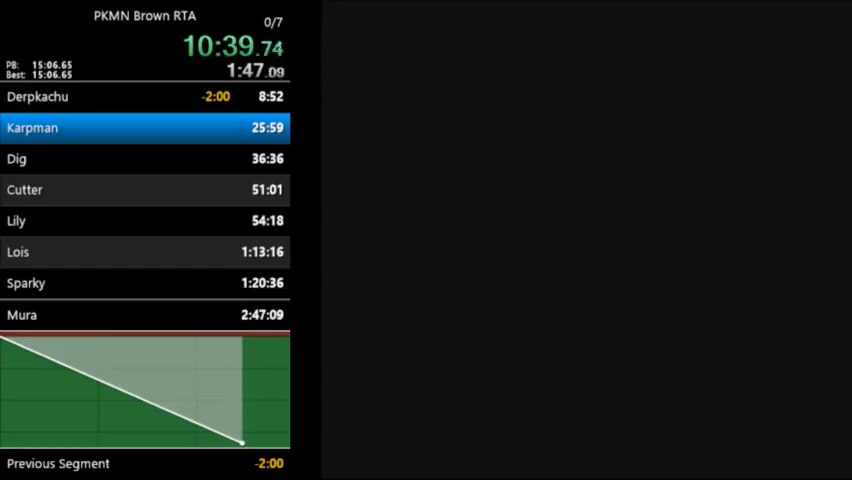 PKMN Brown RTA
0/7
10:39.74
PB: 15:06.65 1:47.09
Best: 15:06.65
Derpkachu -2:00 8:52
Karpman 25:59
Dig 36:36
Cutter 51:01
Lily 54:18
Lois 1:13:16
Sparky 1:20:36
Mura 2:47:09
Previous Segment -2:00